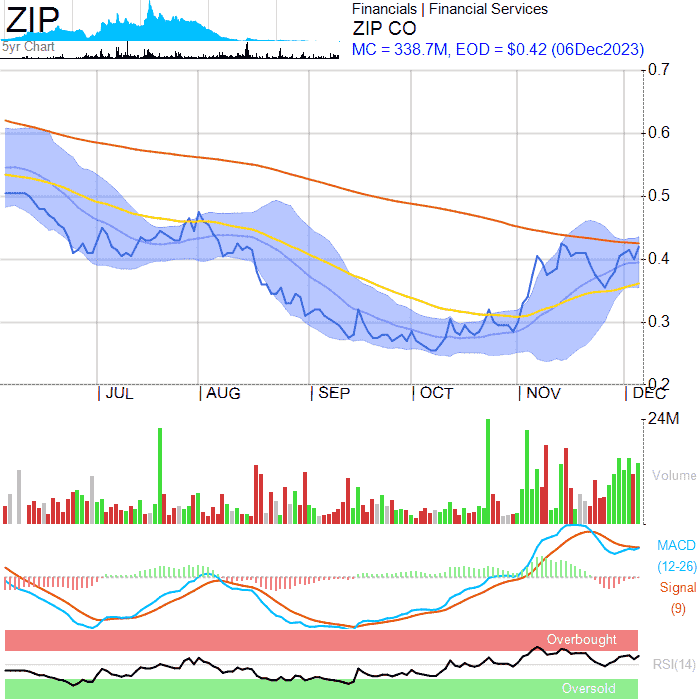 ZIP
5yr Chart
Financials | Financial Services
ZIP CO
MC = 338.7M, EOD = $0.42 (06Dec2023)
0.7
0.6
0.5
0.4
0.3
0.2
JUL
AUG
SEP
OCT
NOV
DEC
24M
Volume
MACD
(12-26)
Signal
(9)
Overbought
RSI(14)
Oversold